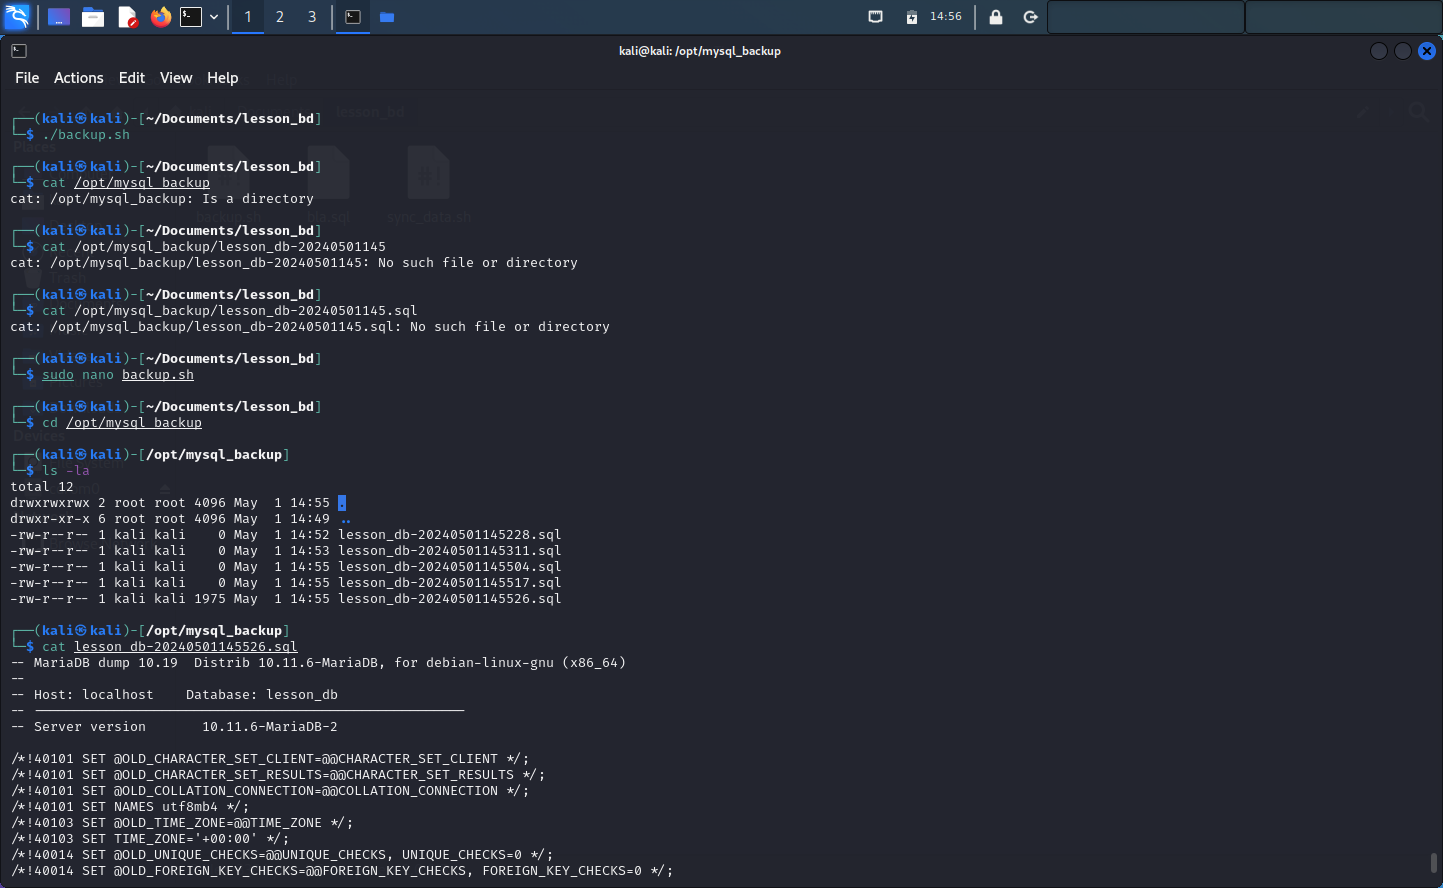 1 2 3 14:56
kali@kali: /opt/mysql_backup
File Actions Edit View Help
┌──(kali㉿kali)-[~/Documents/lesson_bd]
└─$ ./backup.sh
┌──(kali㉿kali)-[~/Documents/lesson_bd]
└─$ cat /opt/mysql_backup
cat: /opt/mysql_backup: Is a directory
┌──(kali㉿kali)-[~/Documents/lesson_bd]
└─$ cat /opt/mysql_backup/lesson_db-20240501145
cat: /opt/mysql_backup/lesson_db-20240501145: No such file or directory
┌──(kali㉿kali)-[~/Documents/lesson_bd]
└─$ cat /opt/mysql_backup/lesson_db-20240501145.sql
cat: /opt/mysql_backup/lesson_db-20240501145.sql: No such file or directory
┌──(kali㉿kali)-[~/Documents/lesson_bd]
└─$ sudo nano backup.sh
┌──(kali㉿kali)-[~/Documents/lesson_bd]
└─$ cd /opt/mysql_backup
┌──(kali㉿kali)-[/opt/mysql_backup]
└─$ ls -la
total 12
drwxrwxrwx 2 root root 4096 May  1 14:55 .
drwxr-xr-x 6 root root 4096 May  1 14:49 ..
-rw-r--r-- 1 kali kali    0 May  1 14:52 lesson_db-20240501145228.sql
-rw-r--r-- 1 kali kali    0 May  1 14:53 lesson_db-20240501145311.sql
-rw-r--r-- 1 kali kali    0 May  1 14:55 lesson_db-20240501145504.sql
-rw-r--r-- 1 kali kali    0 May  1 14:55 lesson_db-20240501145517.sql
-rw-r--r-- 1 kali kali 1975 May  1 14:55 lesson_db-20240501145526.sql
┌──(kali㉿kali)-[/opt/mysql_backup]
└─$ cat lesson_db-20240501145526.sql
-- MariaDB dump 10.19  Distrib 10.11.6-MariaDB, for debian-linux-gnu (x86_64)
--
-- Host: localhost    Database: lesson_db
-- ------------------------------------------------------
-- Server version       10.11.6-MariaDB-2
/*!40101 SET @OLD_CHARACTER_SET_CLIENT=@@CHARACTER_SET_CLIENT */;
/*!40101 SET @OLD_CHARACTER_SET_RESULTS=@@CHARACTER_SET_RESULTS */;
/*!40101 SET @OLD_COLLATION_CONNECTION=@@COLLATION_CONNECTION */;
/*!40101 SET NAMES utf8mb4 */;
/*!40103 SET @OLD_TIME_ZONE=@@TIME_ZONE */;
/*!40103 SET TIME_ZONE='+00:00' */;
/*!40014 SET @OLD_UNIQUE_CHECKS=@@UNIQUE_CHECKS, UNIQUE_CHECKS=0 */;
/*!40014 SET @OLD_FOREIGN_KEY_CHECKS=@@FOREIGN_KEY_CHECKS, FOREIGN_KEY_CHECKS=0 */;